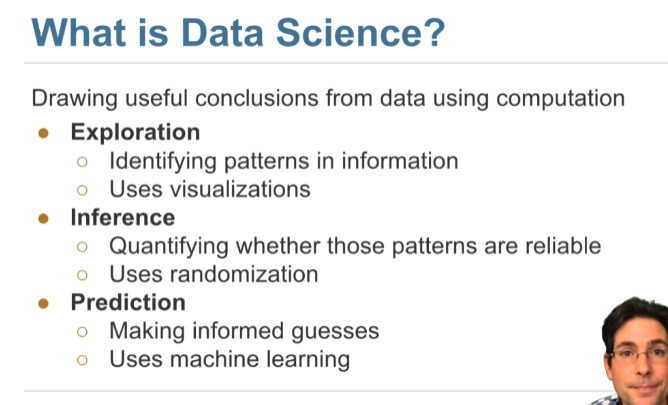 What is Data Science?
Drawing useful conclusions from data using computation
● Exploration
○ Identifying patterns in information
○ Uses visualizations
● Inference
○ Quantifying whether those patterns are reliable
○ Uses randomization
● Prediction
○ Making informed guesses
○ Uses machine learning